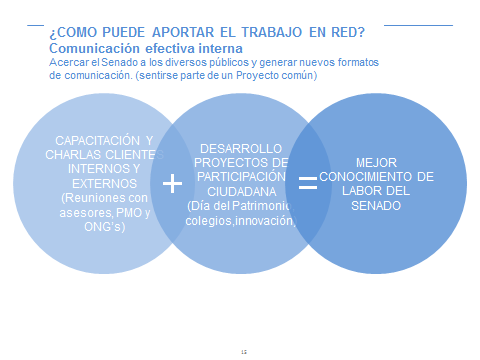 ¿COMO PUEDE APORTAR EL TRABAJO EN RED?
Comunicación efectiva interna
Acercar el Senado a los diversos públicos y generar nuevos formatos
de comunicación. (sentirse parte de un Proyecto común)
CAPACITACIÓN Y
CHARLAS CLIENTES
INTERNOS Y
EXTERNOS
(Reuniones con
asesores, PMO y
ONG's)
+
DESARROLLO
PROYECTOS DE
PARTICIPACIÓN
CIUDADANA
(Día del Patrimonio,
colegios,innovación,
=
MEJOR
CONOCIMIENTO DE
LABOR DEL
SENADO